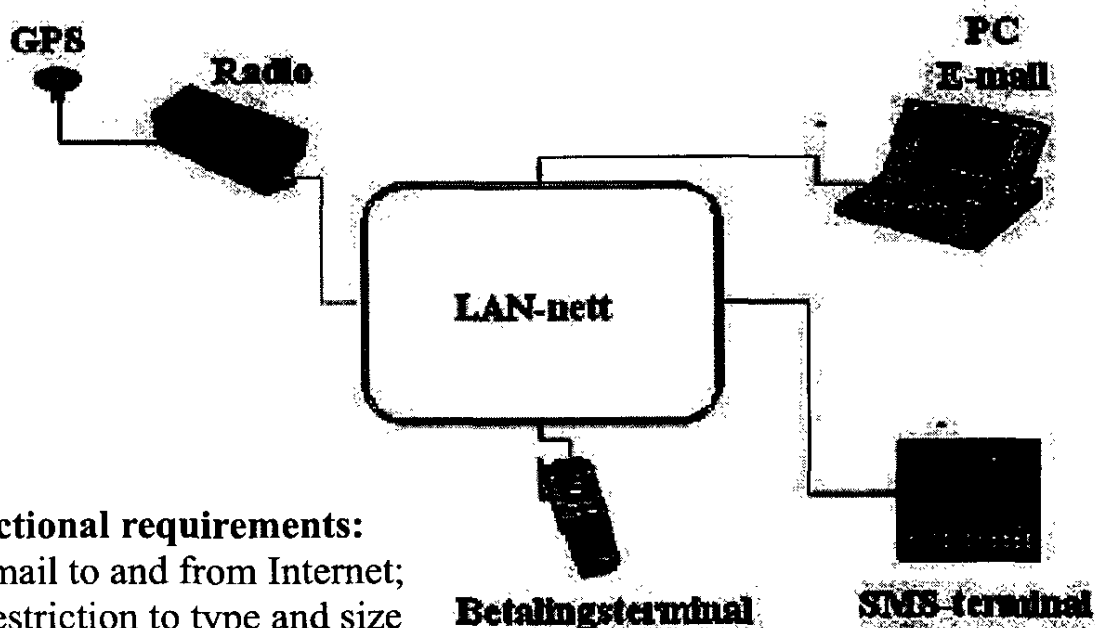 GPS
Radio
PC
E-mail
LAN-nett
ctional requirements:
mail to and from Internet;
estriction to type and size
Betalingsterminal
SMS-terminal